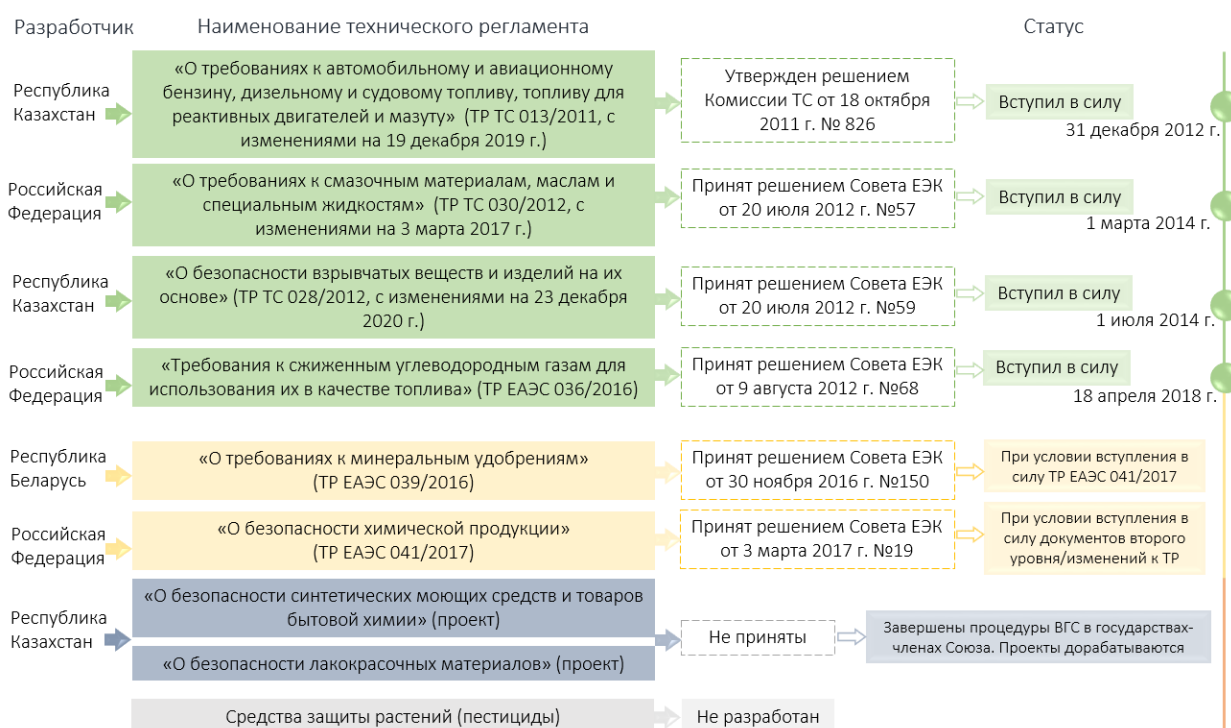 Разработчик
Наименование технического регламента
Статус
Республика
Казахстан
«О требованиях к автомобильному и авиационному
бензину, дизельному и судовому топливу, топливу для
реактивных двигателей и мазуту» (ТР ТС 013/2011, с
изменениями на 19 декабря 2019 г.)
Утвержден решением
Комиссии ТС от 18 октября
2011 г. № 826
Вступил в силу
31 декабря 2012 г.
Российская
Федерация
«О требованиях к смазочным материалам, маслам и
специальным жидкостям» (ТР ТС 030/2012, с
изменениями на 3 марта 2017 г.)
Принят решением Совета ЕЭК
от 20 июля 2012 г. №57
Вступил в силу
1 марта 2014 г.
Республика
Казахстан
«О безопасности взрывчатых веществ и изделий на их
основе» (ТР ТС 028/2012, с изменениями на 23 декабря
2020 г.)
Принят решением Совета ЕЭК
от 20 июля 2012 г. №59
Вступил в силу
1 июля 2014 г.
Российская
Федерация
«Требования к сжиженным углеводородным газам для
использования их в качестве топлива» (ТР ЕАЭС 036/2016)
Принят решением Совета ЕЭК
от 9 августа 2012 г. №68
Вступил в силу
18 апреля 2018 г.
Республика
Беларусь
«О требованиях к минеральным удобрениям»
(ТР ЕАЭС 039/2016)
Принят решением Совета ЕЭК
от 30 ноября 2016 г. №150
При условии вступления в
силу ТР ЕАЭС 041/2017
Российская
Федерация
«О безопасности химической продукции»
(ТР ЕАЭС 041/2017)
Принят решением Совета ЕЭК
от 3 марта 2017 г. №19
При условии вступления в
силу документов второго
уровня/изменений к ТР
Республика
Казахстан
«О безопасности синтетических моющих средств и товаров
бытовой химии» (проект)
«О безопасности лакокрасочных материалов» (проект)
Не приняты
Завершены процедуры ВГС в государствах-
членах Союза. Проекты дорабатываются
Средства защиты растений (пестициды)
Не разработан